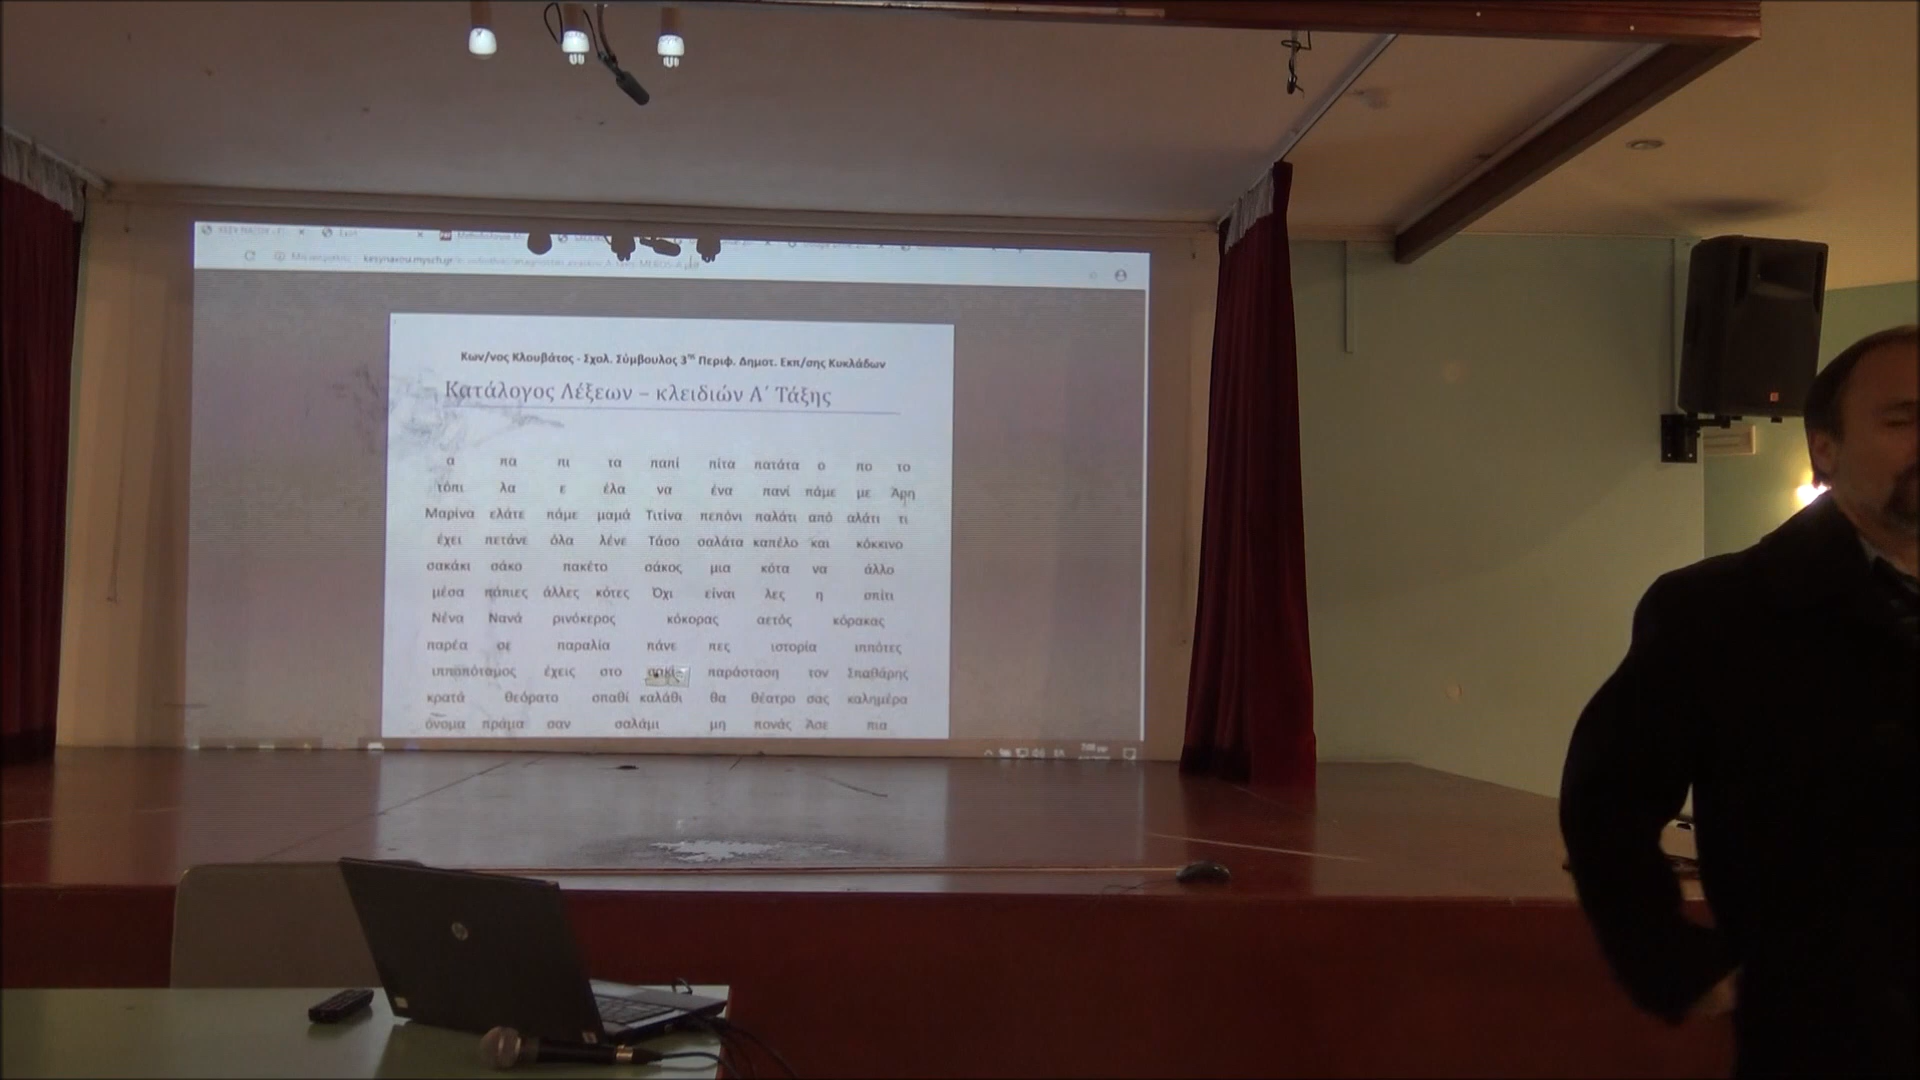 kesynaxou.mysch.gr
Κων/νος Κλουβάτος - Σχολ. Σύμβουλος 3ης Περιφ. Δημοτ. Εκπ/σης Κυκλάδων
Κατάλογος Λέξεων – κλειδιών Α΄ Τάξης
α πα πι τα παπί πίτα πατάτα ο πο το
τόπι λα ε έλα να ένα πανί πάμε με Άρη
Μαρίνα ελάτε πάμε μαμά Τιτίνα πεπόνι παλάτι από αλάτι τι
έχει πετάνε όλα λένε Τάσο σαλάτα καπέλο και κόκκινο
σακάκι σάκο πακέτο σάκος μια κότα να άλλο
μέσα πάπιες άλλες κότες Όχι είναι λες η σπίτι
Νένα Νανά ρινόκερος κόκορας αετός κόρακας
παρέα σε παραλία πάνε πες ιστορία ιππότες
ιπποπόταμος έχεις στο παράσταση τον Σπαθάρης
κρατά θεόρατο σπαθί καλάθι θα θέατρο σας καλημέρα
όνομα πράμα σαν σαλάμι μη πονάς Άσε πια